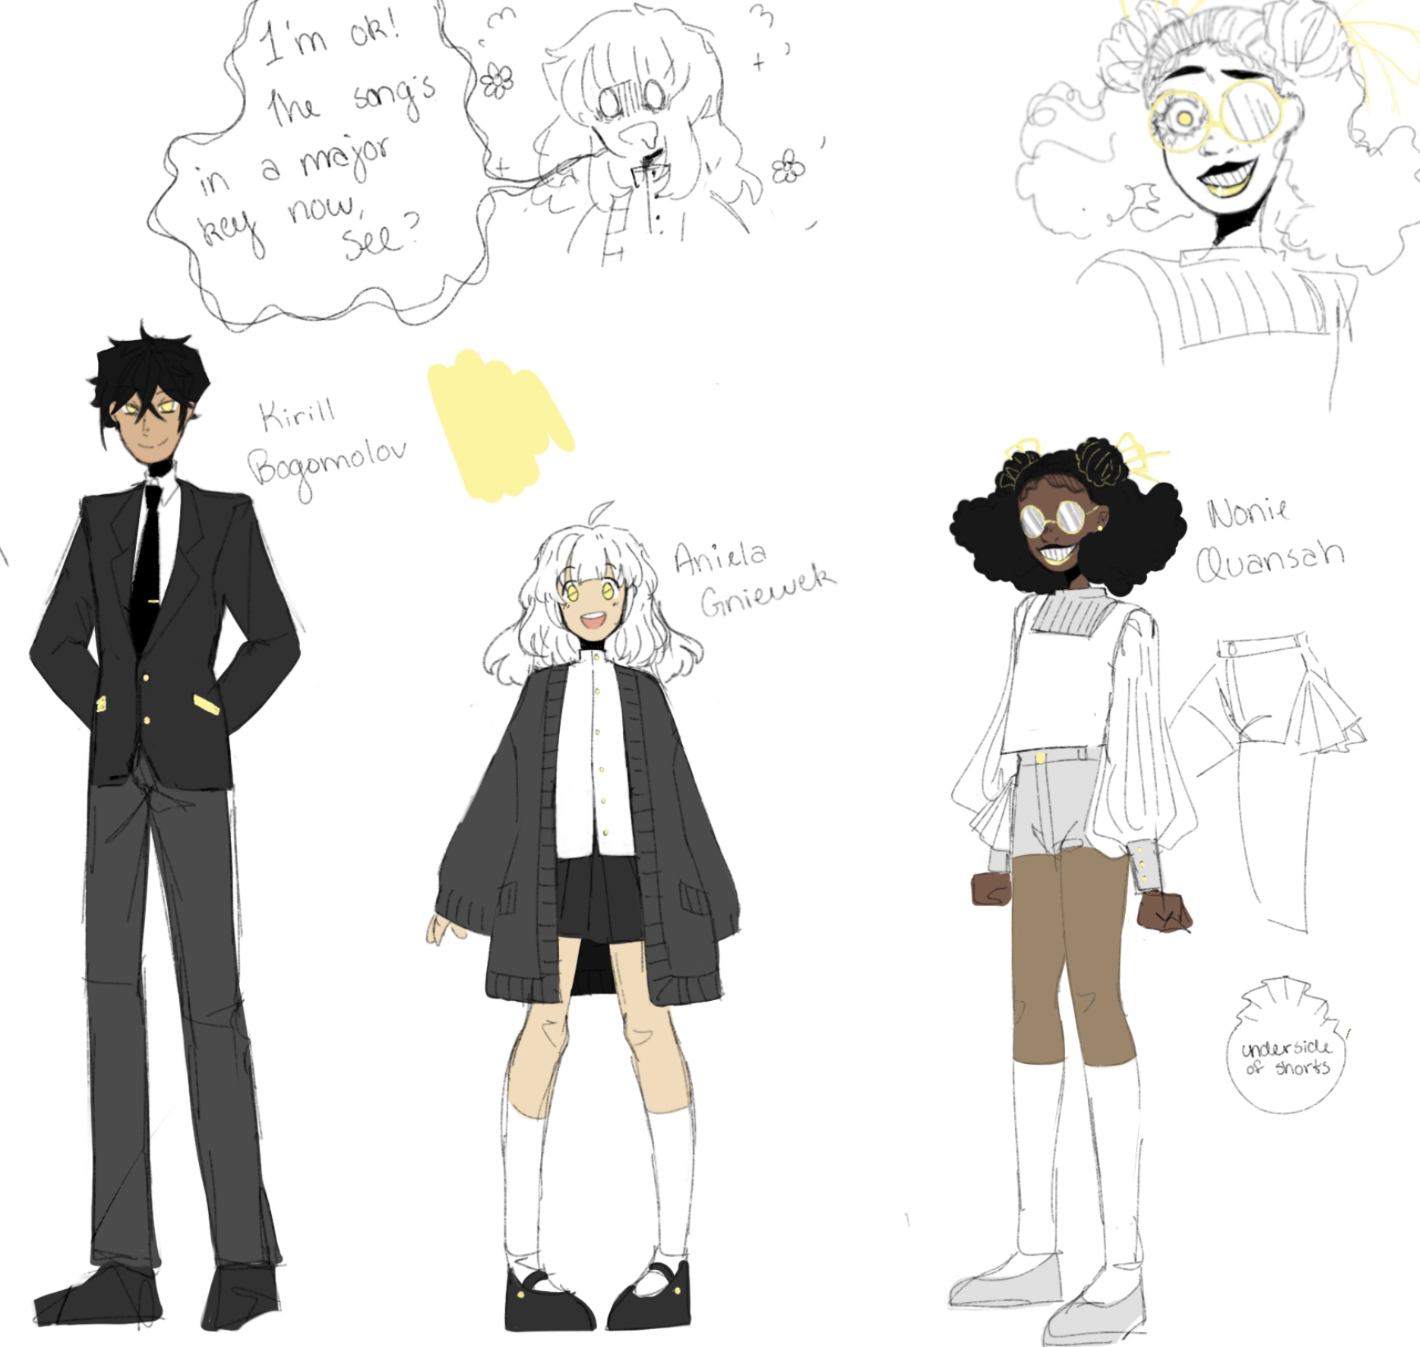 I'm ok!
The song's
in a major
key now,
see?
Kirill
Bogomolov
Aniela
Gniewek
Nonie
Quansah
underside
of shorts